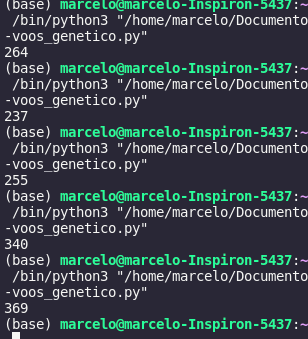 (base) marcelo@marcelo-Inspiron-5437:~
/bin/python3 "/home/marcelo/Documento
-voos_genetico.py"
264
(base) marcelo@marcelo-Inspiron-5437:~
/bin/python3 "/home/marcelo/Documento
-voos_genetico.py"
237
(base) marcelo@marcelo-Inspiron-5437:~
/bin/python3 "/home/marcelo/Documento
-voos_genetico.py"
255
(base) marcelo@marcelo-Inspiron-5437:~
/bin/python3 "/home/marcelo/Documento
-voos_genetico.py"
340
(base) marcelo@marcelo-Inspiron-5437:~
/bin/python3 "/home/marcelo/Documento
-voos_genetico.py"
369
(base) marcelo@marcelo-Inspiron-5437:~